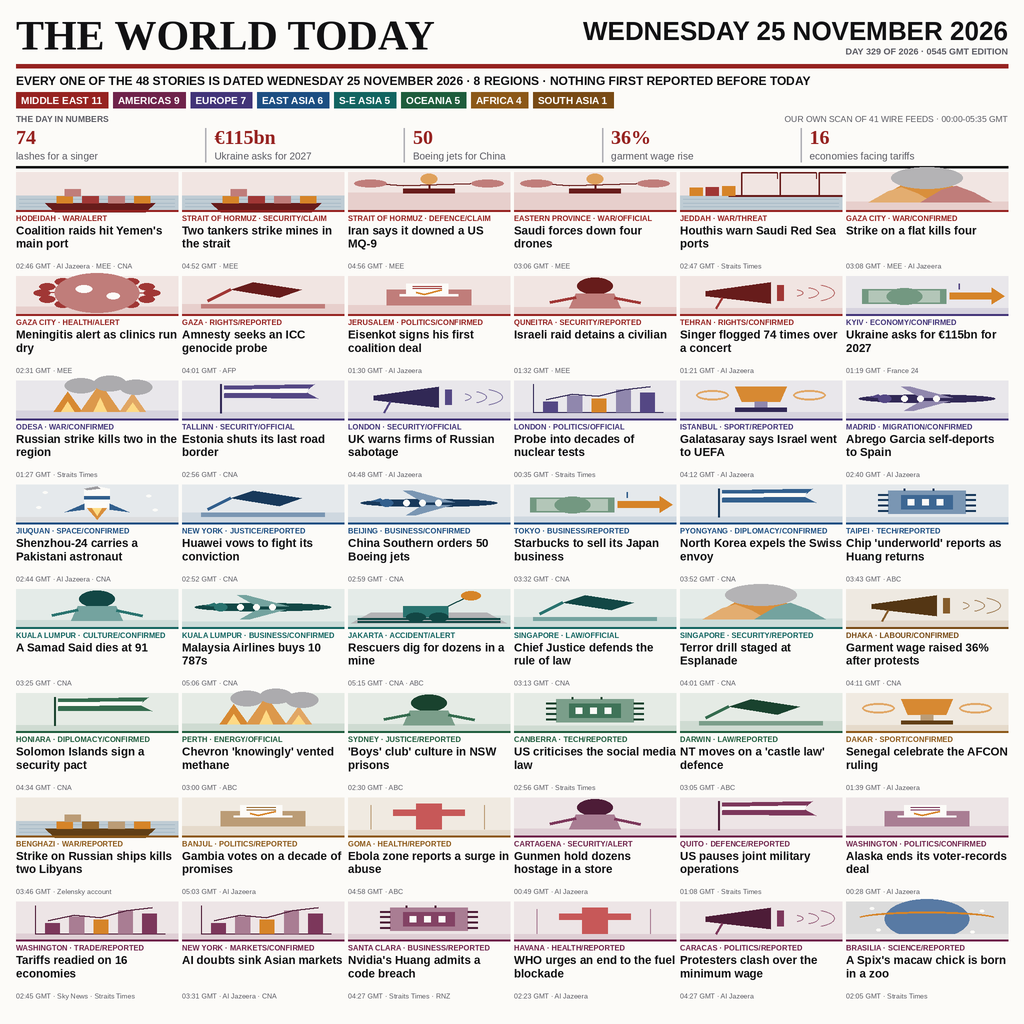 THE WORLD TODAY
WEDNESDAY 25 NOVEMBER 2026
DAY 329 OF 2026 · 0545 GMT EDITION
EVERY ONE OF THE 48 STORIES IS DATED WEDNESDAY 25 NOVEMBER 2026 · 8 REGIONS · NOTHING FIRST REPORTED BEFORE TODAY
MIDDLE EAST 11
AMERICAS 9
EUROPE 7
EAST ASIA 6
S-E ASIA 5
OCEANIA 5
AFRICA 4
SOUTH ASIA 1
THE DAY IN NUMBERS
OUR OWN SCAN OF 41 WIRE FEEDS · 00:00-05:35 GMT
74
lashes for a singer
€115bn
Ukraine asks for 2027
50
Boeing jets for China
36%
garment wage rise
16
economies facing tariffs
HODEIDAH · WAR/ALERT
Coalition raids hit Yemen's
main port
02:46 GMT · Al Jazeera · MEE · CNA
STRAIT OF HORMUZ · SECURITY/CLAIM
Two tankers strike mines in
the strait
04:52 GMT · MEE
STRAIT OF HORMUZ · DEFENCE/CLAIM
Iran says it downed a US
MQ-9
04:56 GMT · MEE
EASTERN PROVINCE · WAR/OFFICIAL
Saudi forces down four
drones
03:06 GMT · MEE
JEDDAH · WAR/THREAT
Houthis warn Saudi Red Sea
ports
02:47 GMT · Straits Times
GAZA CITY · WAR/CONFIRMED
Strike on a flat kills four
03:08 GMT · MEE · Al Jazeera
GAZA CITY · HEALTH/ALERT
Meningitis alert as clinics run
dry
02:31 GMT · MEE
GAZA · RIGHTS/REPORTED
Amnesty seeks an ICC
genocide probe
04:01 GMT · AFP
JERUSALEM · POLITICS/CONFIRMED
Eisenkot signs his first
coalition deal
01:30 GMT · Al Jazeera
QUNEITRA · SECURITY/REPORTED
Israeli raid detains a civilian
01:32 GMT · MEE
TEHRAN · RIGHTS/CONFIRMED
Singer flogged 74 times over
a concert
01:21 GMT · Al Jazeera
KYIV · ECONOMY/CONFIRMED
Ukraine asks for €115bn for
2027
01:19 GMT · France 24
ODESA · WAR/CONFIRMED
Russian strike kills two in the
region
01:27 GMT · Straits Times
TALLINN · SECURITY/OFFICIAL
Estonia shuts its last road
border
02:56 GMT · CNA
LONDON · SECURITY/OFFICIAL
UK warns firms of Russian
sabotage
04:48 GMT · Al Jazeera
LONDON · POLITICS/OFFICIAL
Probe into decades of
nuclear tests
00:35 GMT · Straits Times
ISTANBUL · SPORT/REPORTED
Galatasaray says Israel went
to UEFA
04:12 GMT · Al Jazeera
MADRID · MIGRATION/CONFIRMED
Abrego Garcia self-deports
to Spain
02:40 GMT · Al Jazeera
JIUQUAN · SPACE/CONFIRMED
Shenzhou-24 carries a
Pakistani astronaut
02:44 GMT · Al Jazeera · CNA
NEW YORK · JUSTICE/REPORTED
Huawei vows to fight its
conviction
02:52 GMT · CNA
BEIJING · BUSINESS/CONFIRMED
China Southern orders 50
Boeing jets
02:59 GMT · CNA
TOKYO · BUSINESS/REPORTED
Starbucks to sell its Japan
business
03:32 GMT · CNA
PYONGYANG · DIPLOMACY/CONFIRMED
North Korea expels the Swiss
envoy
03:52 GMT · CNA
TAIPEI · TECH/REPORTED
Chip 'underworld' reports as
Huang returns
03:43 GMT · ABC
KUALA LUMPUR · CULTURE/CONFIRMED
A Samad Said dies at 91
03:25 GMT · CNA
KUALA LUMPUR · BUSINESS/CONFIRMED
Malaysia Airlines buys 10
787s
05:06 GMT · CNA
JAKARTA · ACCIDENT/ALERT
Rescuers dig for dozens in a
mine
05:15 GMT · CNA · ABC
SINGAPORE · LAW/OFFICIAL
Chief Justice defends the
rule of law
03:13 GMT · CNA
SINGAPORE · SECURITY/REPORTED
Terror drill staged at
Esplanade
04:01 GMT · CNA
DHAKA · LABOUR/CONFIRMED
Garment wage raised 36%
after protests
04:11 GMT · CNA
HONIARA · DIPLOMACY/CONFIRMED
Solomon Islands sign a
security pact
04:34 GMT · CNA
PERTH · ENERGY/OFFICIAL
Chevron 'knowingly' vented
methane
03:00 GMT · ABC
SYDNEY · JUSTICE/REPORTED
'Boys' club' culture in NSW
prisons
02:30 GMT · ABC
CANBERRA · TECH/REPORTED
US criticises the social media
law
02:56 GMT · Straits Times
DARWIN · LAW/REPORTED
NT moves on a 'castle law'
defence
03:05 GMT · ABC
DAKAR · SPORT/CONFIRMED
Senegal celebrate the AFCON
ruling
01:39 GMT · Al Jazeera
BENGHAZI · WAR/REPORTED
Strike on Russian ships kills
two Libyans
03:46 GMT · Zelensky account
BANJUL · POLITICS/REPORTED
Gambia votes on a decade of
promises
05:03 GMT · Al Jazeera
GOMA · HEALTH/REPORTED
Ebola zone reports a surge in
abuse
04:58 GMT · ABC
CARTAGENA · SECURITY/ALERT
Gunmen hold dozens
hostage in a store
00:49 GMT · Al Jazeera
QUITO · DEFENCE/REPORTED
US pauses joint military
operations
01:08 GMT · Straits Times
WASHINGTON · POLITICS/REPORTED
Alaska ends its voter-records
deal
00:28 GMT · Al Jazeera
WASHINGTON · TRADE/REPORTED
Tariffs readied on 16
economies
02:45 GMT · Sky News · Straits Times
NEW YORK · MARKETS/CONFIRMED
AI doubts sink Asian markets
03:31 GMT · Al Jazeera · CNA
SANTA CLARA · BUSINESS/REPORTED
Nvidia's Huang admits a
code breach
04:27 GMT · Straits Times · RNZ
HAVANA · HEALTH/REPORTED
WHO urges an end to the fuel
blockade
02:23 GMT · Al Jazeera
CARACAS · POLITICS/REPORTED
Protesters clash over the
minimum wage
04:27 GMT · Al Jazeera
BRASILIA · SCIENCE/REPORTED
A Spix's macaw chick is born
in a zoo
02:05 GMT · Straits Times